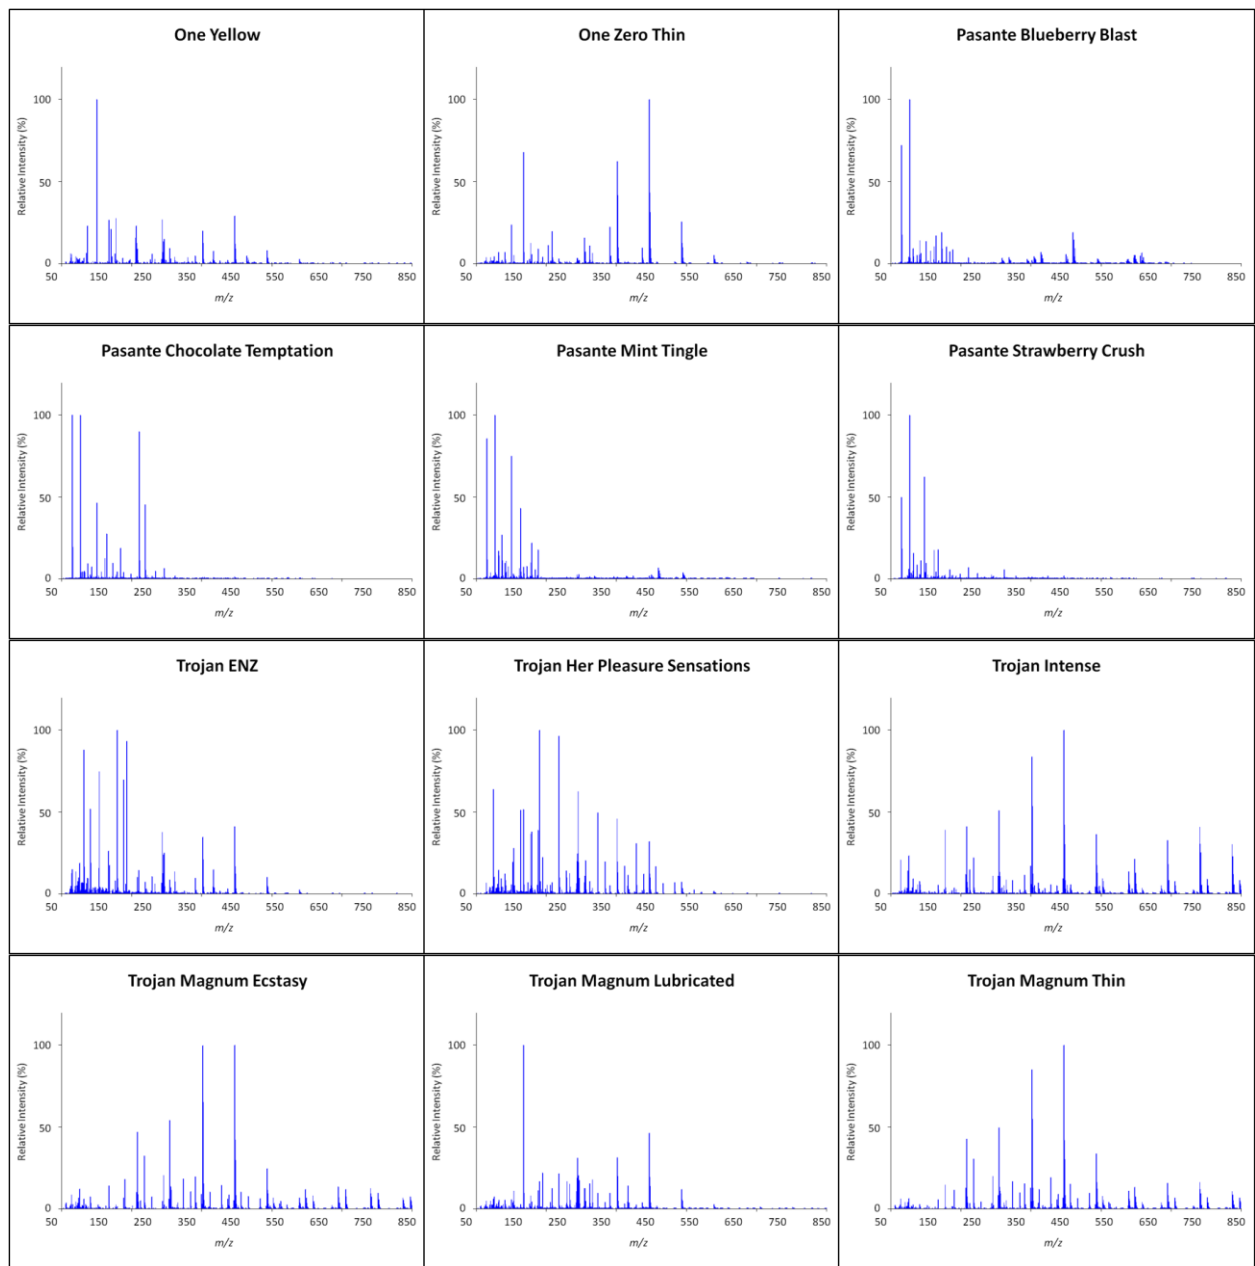 One Yellow
Relative Intensity (%)
100
50
0
50 150 250 350 450 550 650 750 850
m/z
One Zero Thin
Relative Intensity (%)
100
50
0
50 150 250 350 450 550 650 750 850
m/z
Pasante Blueberry Blast
Relative Intensity (%)
100
50
0
50 150 250 350 450 550 650 750 850
m/z
Pasante Chocolate Temptation
Relative Intensity (%)
100
50
0
50 150 250 350 450 550 650 750 850
m/z
Pasante Mint Tingle
Relative Intensity (%)
100
50
0
50 150 250 350 450 550 650 750 850
m/z
Pasante Strawberry Crush
Relative Intensity (%)
100
50
0
50 150 250 350 450 550 650 750 850
m/z
Trojan ENZ
Relative Intensity (%)
100
50
0
50 150 250 350 450 550 650 750 850
m/z
Trojan Her Pleasure Sensations
Relative Intensity (%)
100
50
0
50 150 250 350 450 550 650 750 850
m/z
Trojan Intense
Relative Intensity (%)
100
50
0
50 150 250 350 450 550 650 750 850
m/z
Trojan Magnum Ecstasy
Relative Intensity (%)
100
50
0
50 150 250 350 450 550 650 750 850
m/z
Trojan Magnum Lubricated
Relative Intensity (%)
100
50
0
50 150 250 350 450 550 650 750 850
m/z
Trojan Magnum Thin
Relative Intensity (%)
100
50
0
50 150 250 350 450 550 650 750 850
m/z